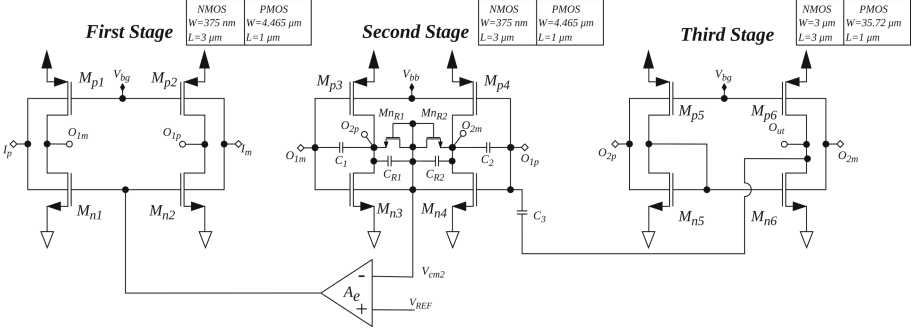 First Stage
NMOS PMOS
W=375 nm W=4.465 μm
L=3 μm L=1 μm
Second Stage
NMOS PMOS
W=375 nm W=4.465 μm
L=3 μm L=1 μm
Third Stage
NMOS PMOS
W=3 μm W=35.72 μm
L=3 μm L=1 μm
Mp1 Vbg Mp2
Ip O1m O1p Im
Mn1 Mn2
Mp3 Vbb Mp4
MnR1 MnR2
O2p O2m
O1m C1 CR1 CR2 C2 O1p
Mn3 Mn4
C3
Vbg
Mp5 Mp6
Out
O2p O2m
Mn5 Mn6
Ae - +
Vcm2
VREF